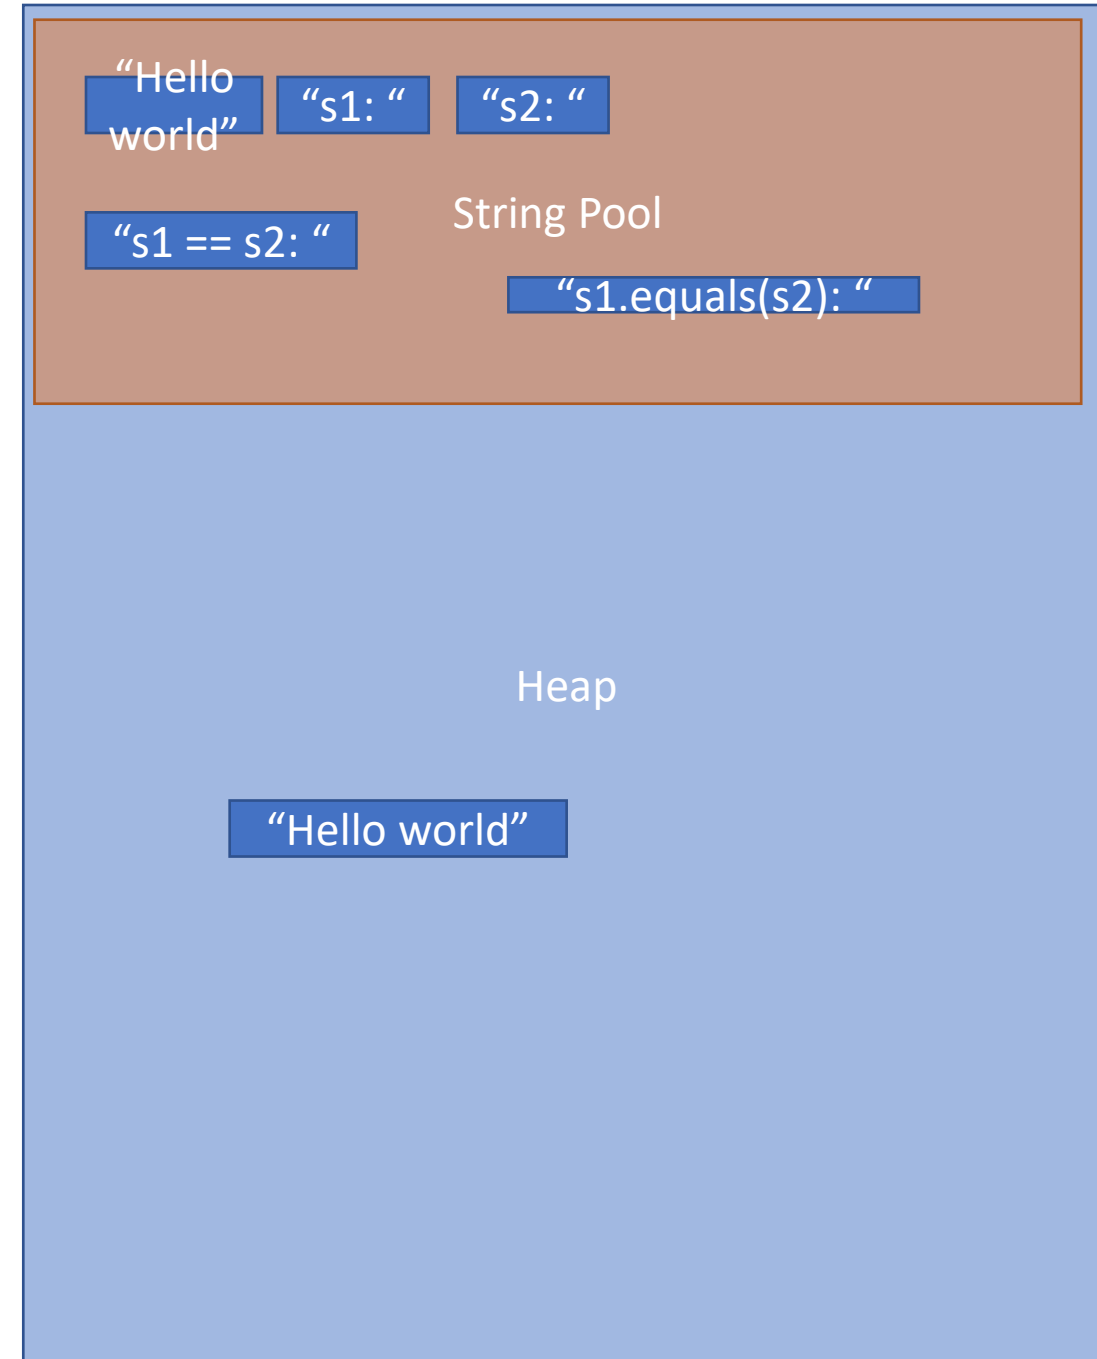 “Hello
world”
“s1: “
“s2: “
String Pool
“s1 == s2: “
“s1.equals(s2): “
Heap
“Hello world”